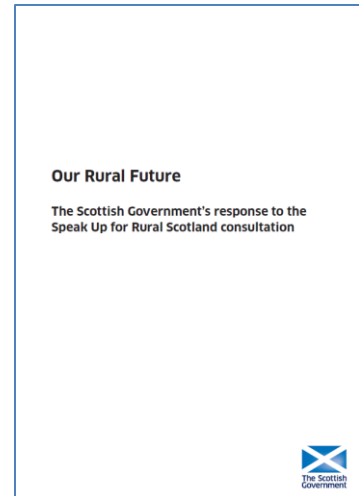 Our Rural Future
The Scottish Government's response to the
Speak Up for Rural Scotland consultation
The Scottish
Government